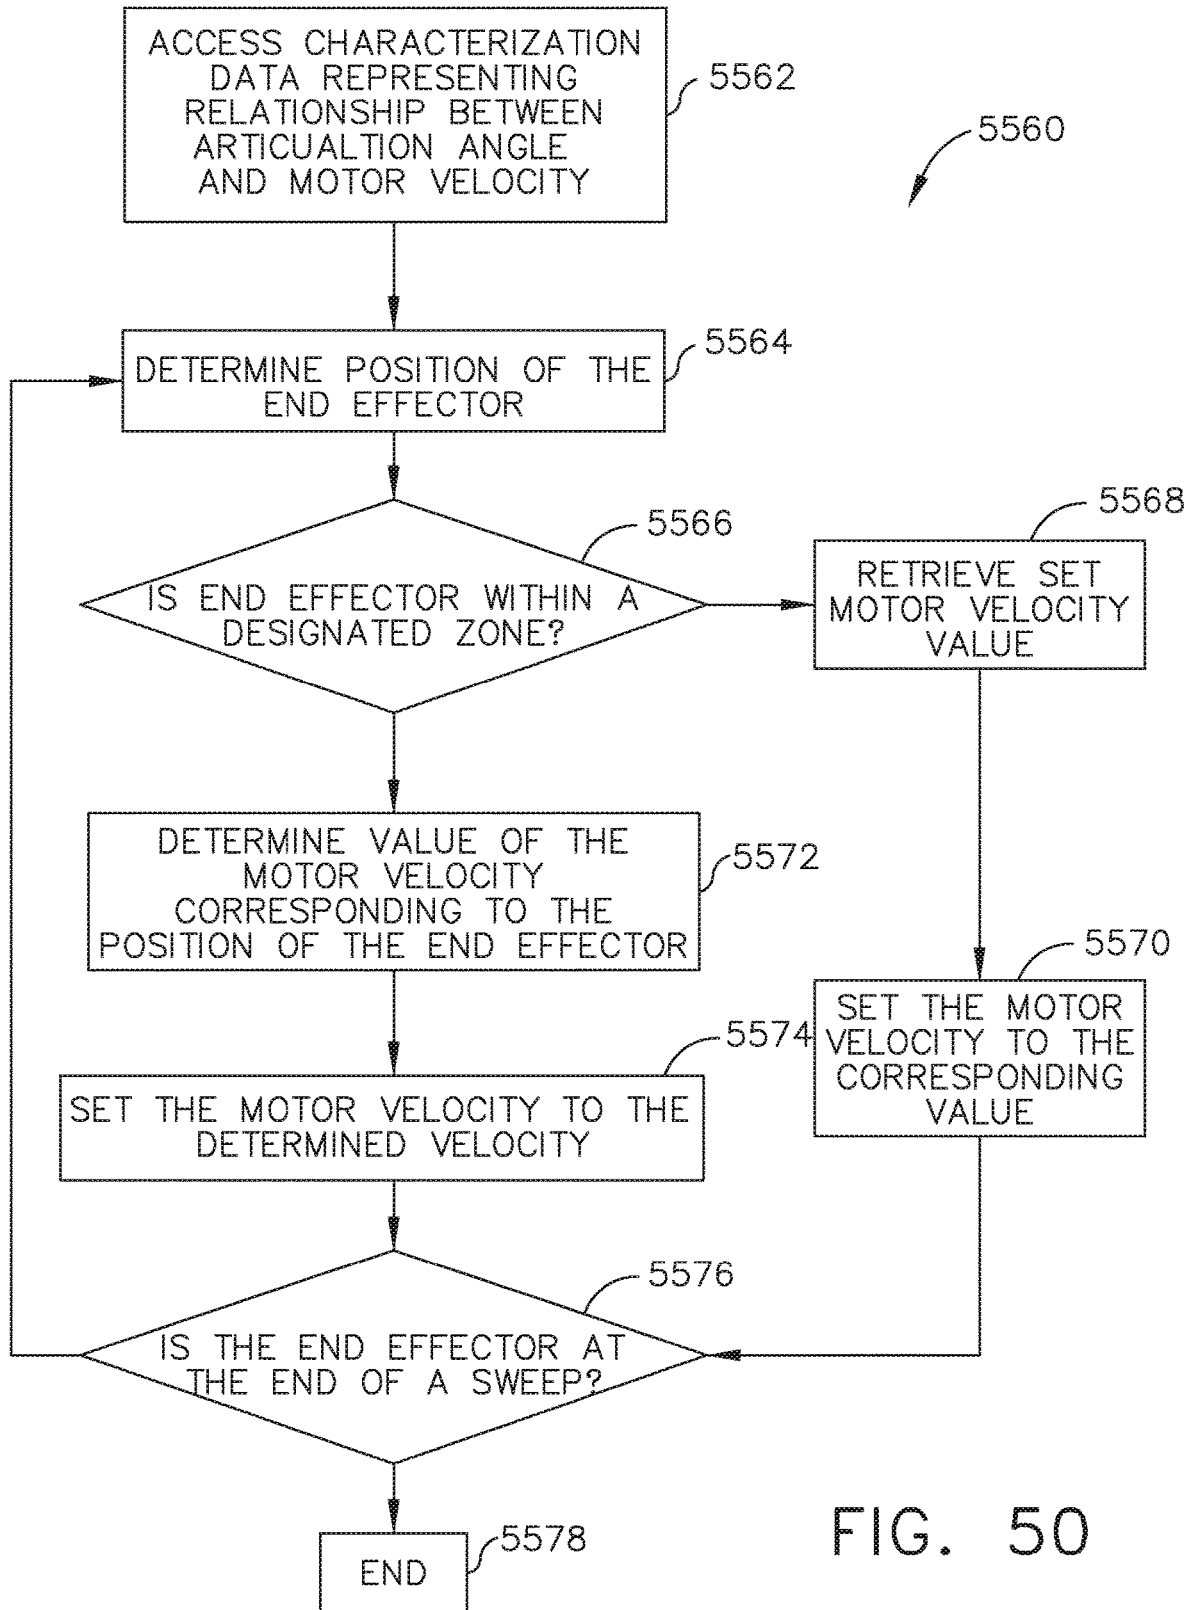 ACCESS CHARACTERIZATION
DATA REPRESENTING
RELATIONSHIP BETWEEN
ARTICUALTION ANGLE
AND MOTOR VELOCITY
5562
5560
DETERMINE POSITION OF THE
END EFFECTOR
5564
IS END EFFECTOR WITHIN A
DESIGNATED ZONE?
5566
RETRIEVE SET
MOTOR VELOCITY
VALUE
5568
DETERMINE VALUE OF THE
MOTOR VELOCITY
CORRESPONDING TO THE
POSITION OF THE END EFFECTOR
5572
SET THE MOTOR
VELOCITY TO THE
CORRESPONDING
VALUE
5570
SET THE MOTOR VELOCITY TO THE
DETERMINED VELOCITY
5574
IS THE END EFFECTOR AT
THE END OF A SWEEP?
5576
END
5578
FIG. 50